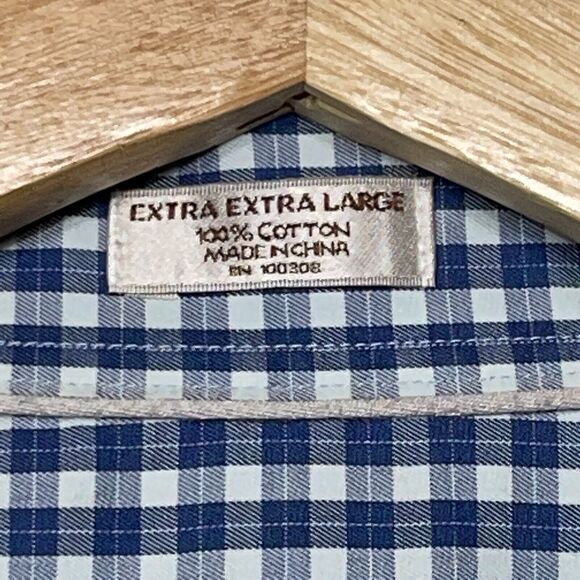 EXTRA EXTRA LARGE
100% COTTON
MADE IN CHINA
RN 100308